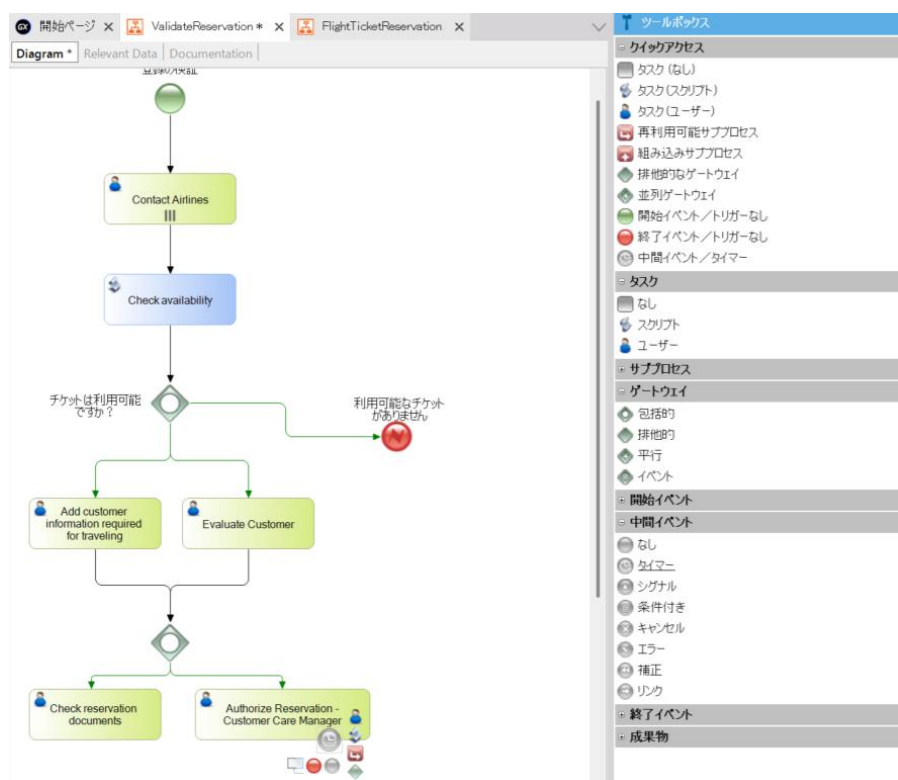 開始ページ
ValidateReservation *
FlightTicketReservation
Diagram *
Relevant Data
Documentation
登録の検証
Contact Airlines
Check availability
チケットは利用可能
ですか？
利用可能なチケット
がありません
Add customer
information required
for traveling
Evaluate Customer
Check reservation
documents
Authorize Reservation -
Customer Care Manager
ツールボックス
クイックアクセス
タスク (なし)
タスク(スクリプト)
タスク(ユーザー)
再利用可能サブプロセス
組み込みサブプロセス
排他的なゲートウェイ
並列ゲートウェイ
開始イベント／トリガーなし
終了イベント／トリガーなし
中間イベント／タイマー
タスク
なし
スクリプト
ユーザー
サブプロセス
ゲートウェイ
包括的
排他的
平行
イベント
開始イベント
中間イベント
なし
タイマー
シグナル
条件付き
キャンセル
エラー
補正
リンク
終了イベント
成果物